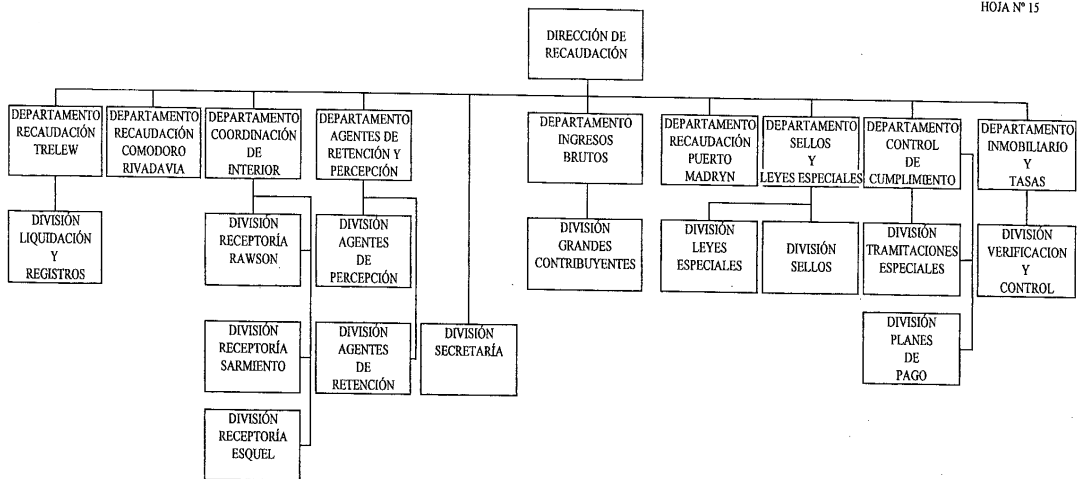 HOJA Nº 15
DIRECCIÓN DE
RECAUDACIÓN
DEPARTAMENTO
RECAUDACIÓN
TRELEW
DEPARTAMENTO
RECAUDACIÓN
COMODORO
RIVADAVIA
DEPARTAMENTO
COORDINACIÓN
DE
INTERIOR
DEPARTAMENTO
AGENTES DE
RETENCIÓN Y
PERCEPCIÓN
DEPARTAMENTO
INGRESOS
BRUTOS
DEPARTAMENTO
RECAUDACIÓN
PUERTO
MADRYN
DEPARTAMENTO
SELLOS
Y
LEYES ESPECIALES
DEPARTAMENTO
CONTROL
DE
CUMPLIMIENTO
DEPARTAMENTO
INMOBILIARIO
Y
TASAS
DIVISIÓN
LIQUIDACIÓN
Y
REGISTROS
DIVISIÓN
RECEPTORÍA
RAWSON
DIVISIÓN
AGENTES
DE
PERCEPCIÓN
DIVISIÓN
GRANDES
CONTRIBUYENTES
DIVISIÓN
LEYES
ESPECIALES
DIVISIÓN
SELLOS
DIVISIÓN
TRAMITACIONES
ESPECIALES
DIVISIÓN
VERIFICACION
Y
CONTROL
DIVISIÓN
RECEPTORÍA
SARMIENTO
DIVISIÓN
AGENTES
DE
RETENCIÓN
DIVISIÓN
SECRETARÍA
DIVISIÓN
PLANES
DE
PAGO
DIVISIÓN
RECEPTORÍA
ESQUEL